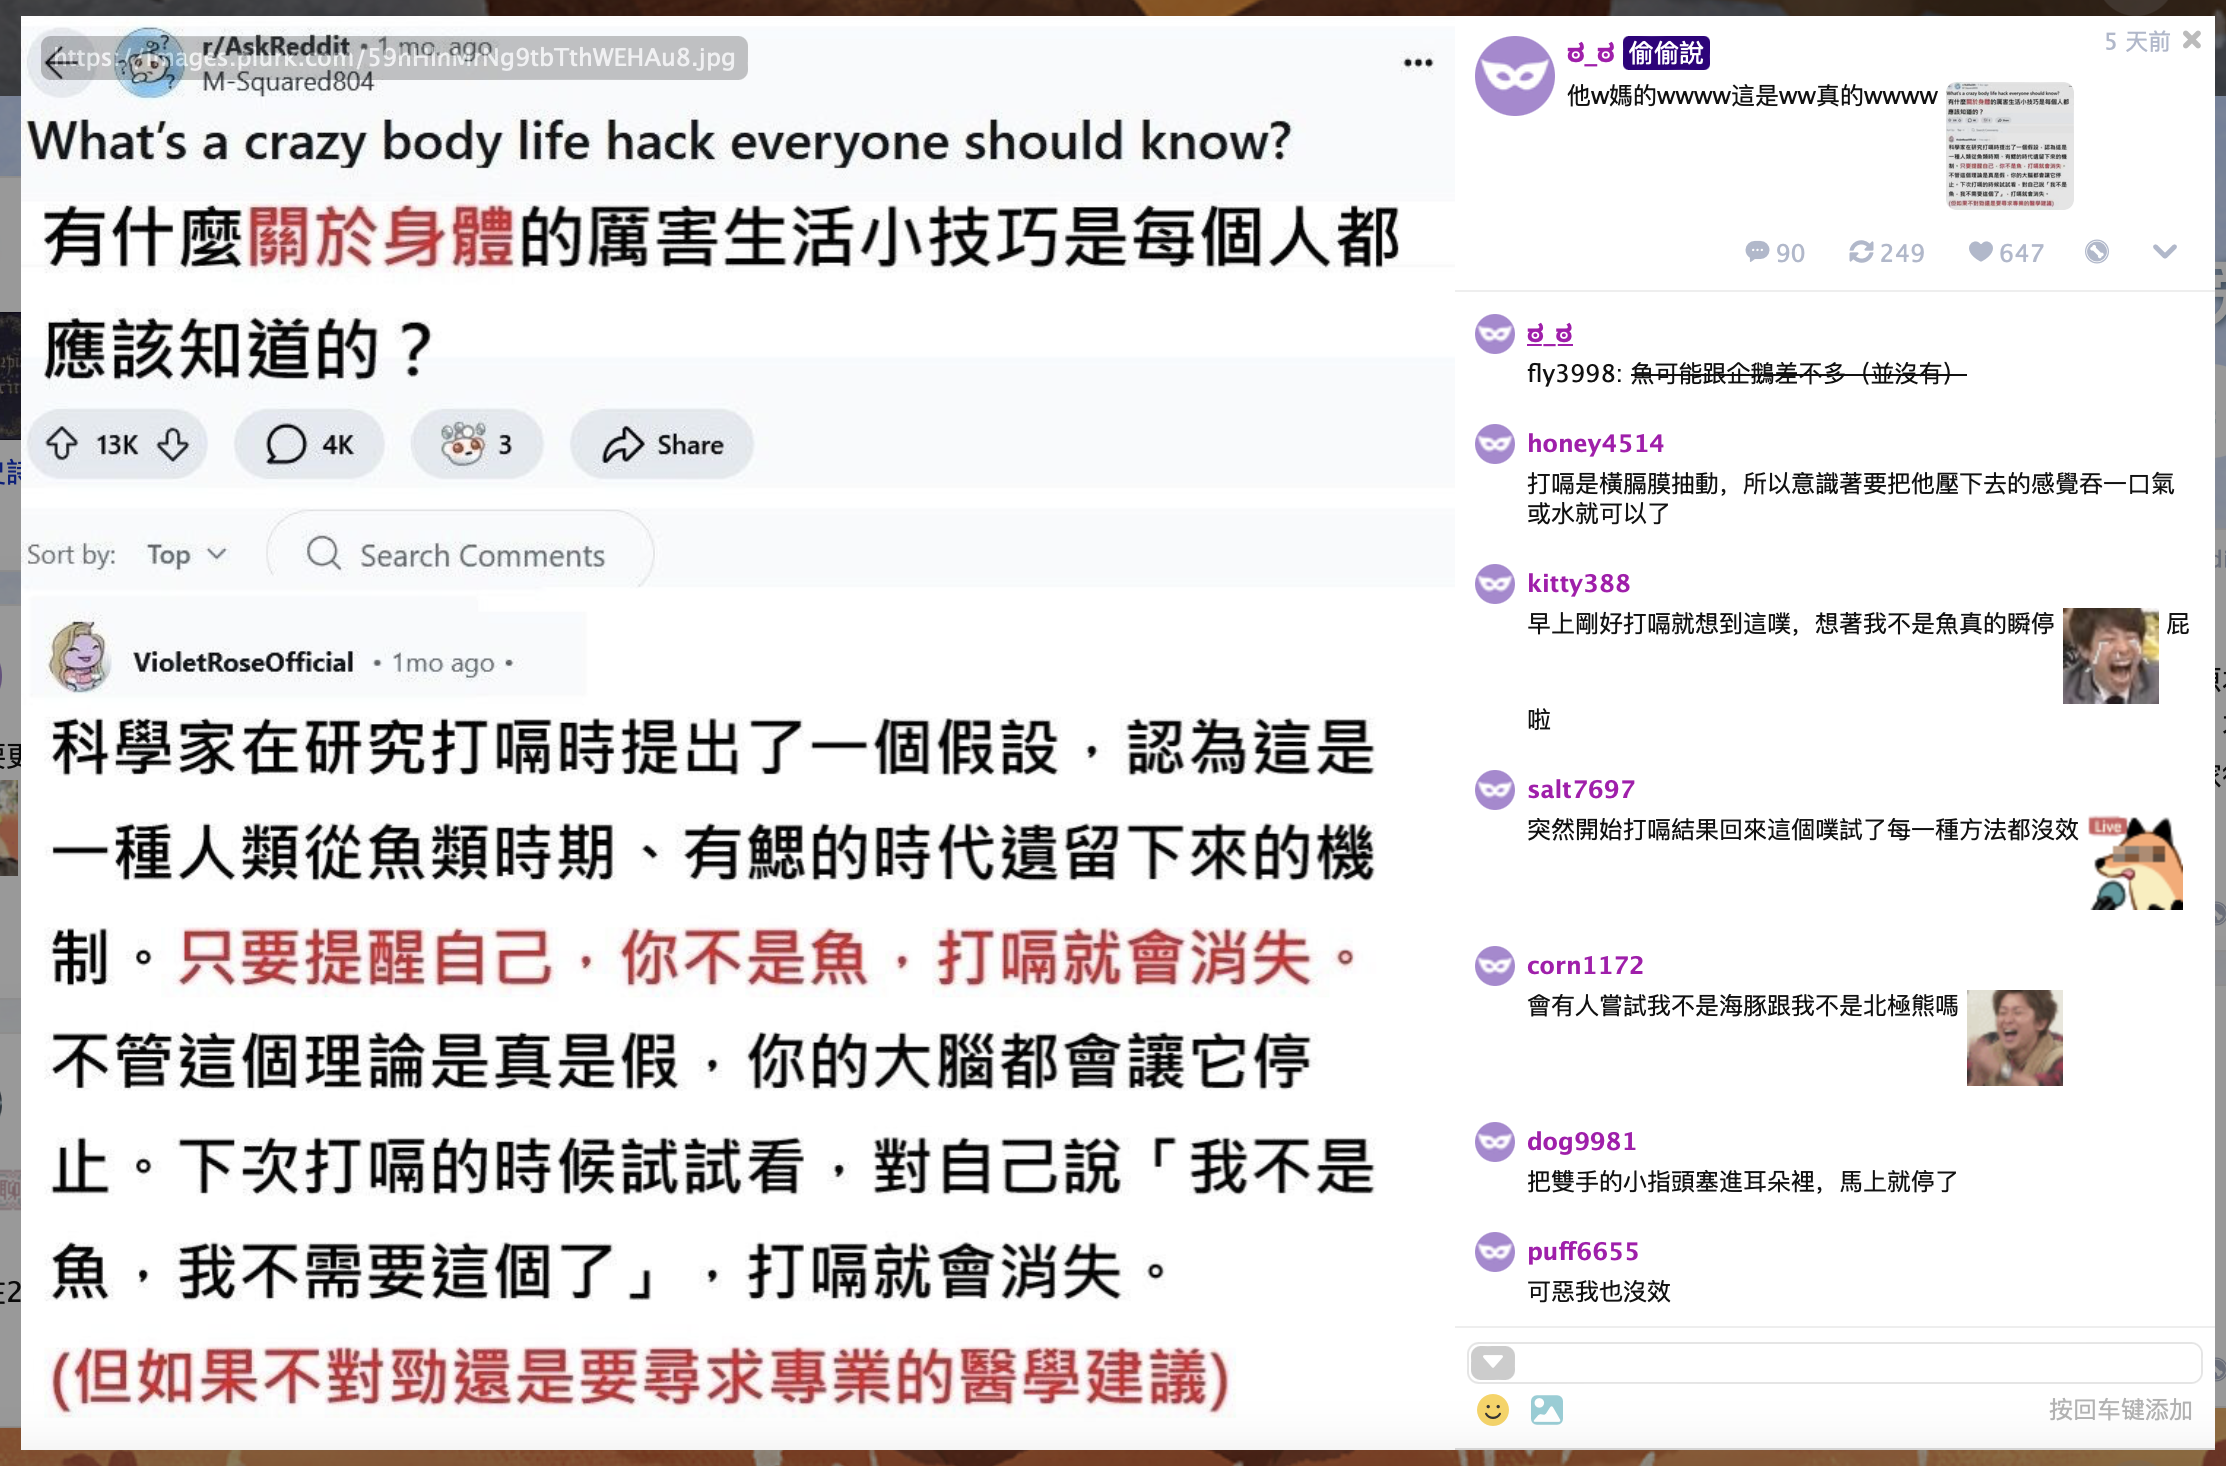 r/AskReddit • 1 mo. ago
https://images.plurk.com/59nHinMrNg9tbTthWEHAu8.jpg
M-Squared804
What's a crazy body life hack everyone should know?
有什麼關於身體的厲害生活小技巧是每個人都
應該知道的？
13K
4K
3
Share
Sort by: Top
Search Comments
VioletRoseOfficial • 1mo ago •
科學家在研究打嗝時提出了一個假設，認為這是
一種人類從魚類時期、有鰓的時代遺留下來的機
制。只要提醒自己，你不是魚，打嗝就會消失。
不管這個理論是真是假，你的大腦都會讓它停
止。下次打嗝的時候試試看，對自己說「我不是
魚，我不需要這個了」，打嗝就會消失。
(但如果不對勁還是要尋求專業的醫學建議)
ಠ_ಠ 偷偷說
5 天前
他w媽的wwww這是ww真的wwww
90
249
647
ಠ_ಠ
fly3998: 魚可能跟企鵝差不多（並沒有）
honey4514
打嗝是橫膈膜抽動，所以意識著要把他壓下去的感覺吞一口氣
或水就可以了
kitty388
早上剛好打嗝就想到這噗，想著我不是魚真的瞬停 屁
啦
salt7697
突然開始打嗝結果回來這個噗試了每一種方法都沒效
Live
corn1172
會有人嘗試我不是海豚跟我不是北極熊嗎
dog9981
把雙手的小指頭塞進耳朵裡，馬上就停了
puff6655
可惡我也沒效
按回车键添加